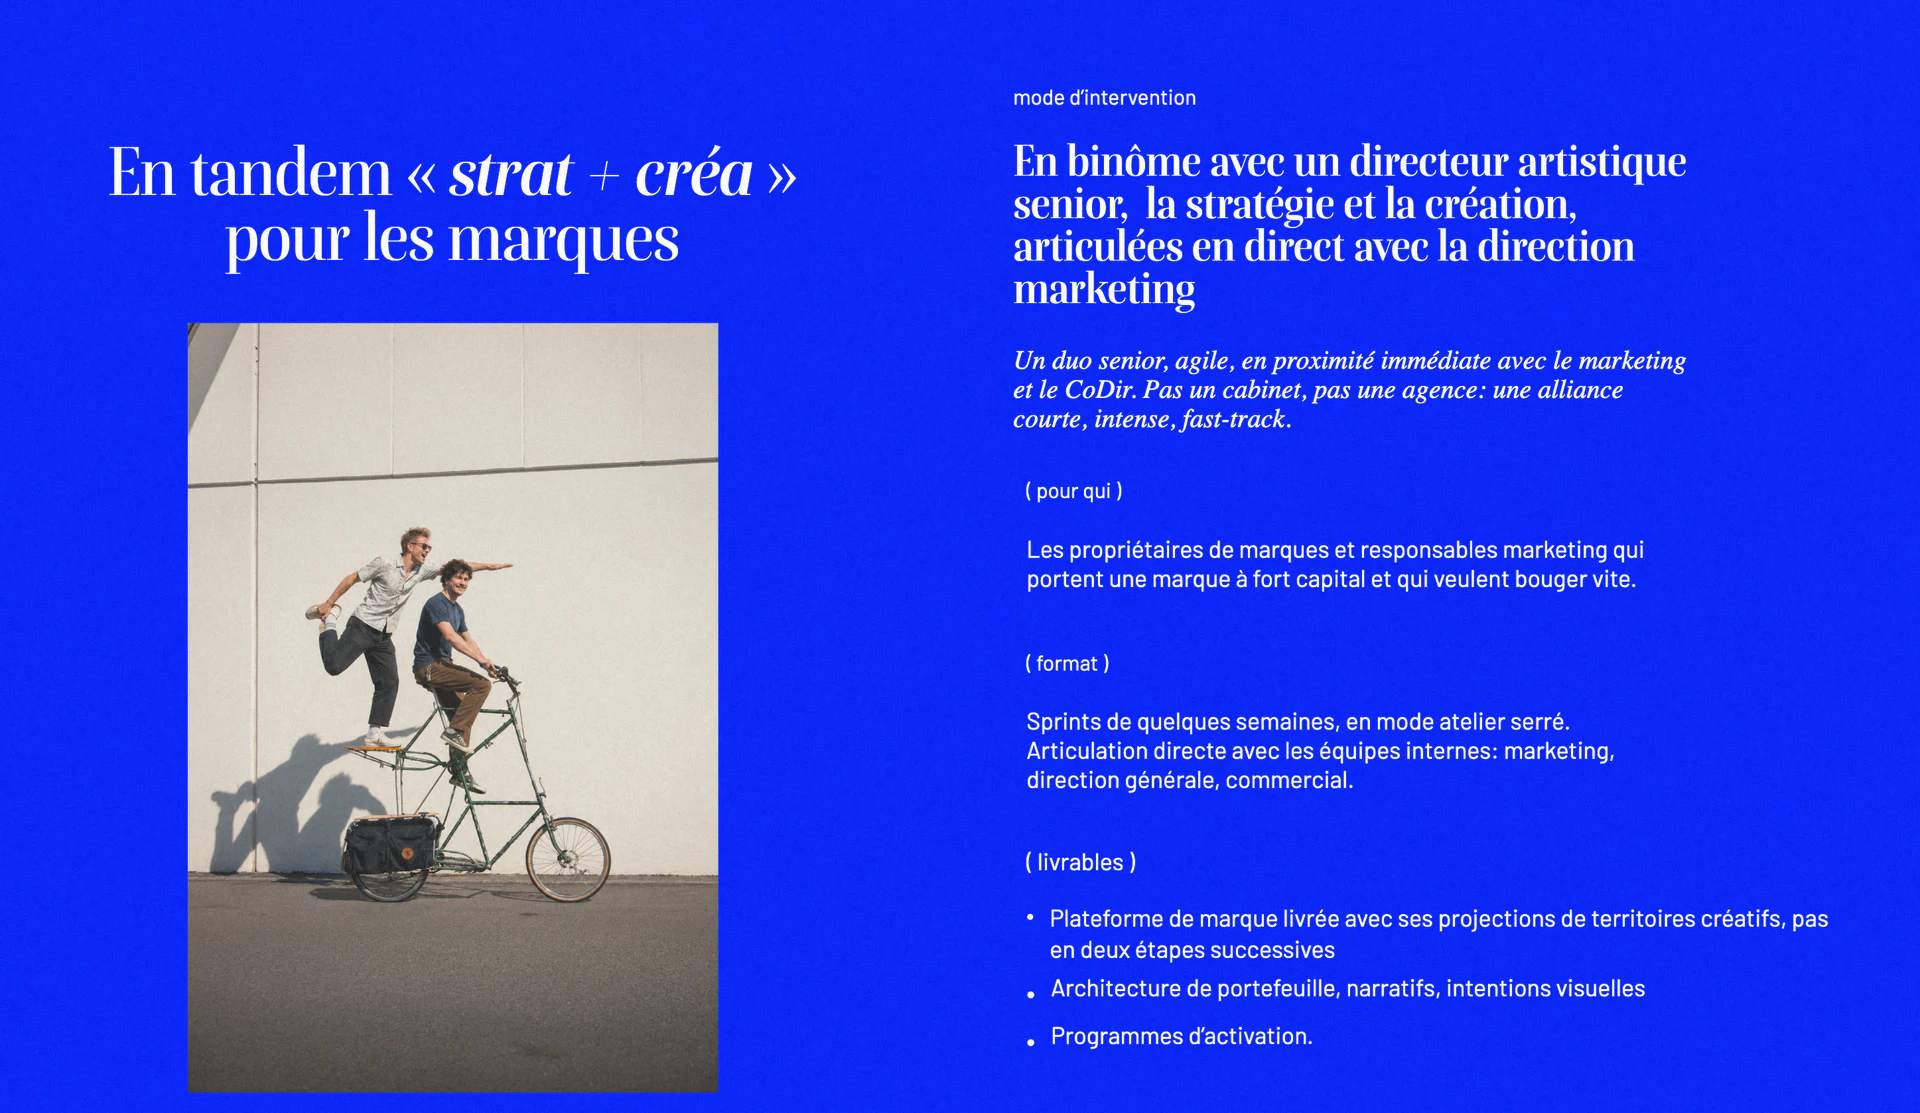 En tandem « strat + créa »
pour les marques
mode d’intervention
En binôme avec un directeur artistique
senior,  la stratégie et la création,
articulées en direct avec la direction
marketing
Un duo senior, agile, en proximité immédiate avec le marketing
et le CoDir. Pas un cabinet, pas une agence: une alliance
courte, intense, fast-track.
( pour qui )
Les propriétaires de marques et responsables marketing qui
portent une marque à fort capital et qui veulent bouger vite.
( format )
Sprints de quelques semaines, en mode atelier serré.
Articulation directe avec les équipes internes: marketing,
direction générale, commercial.
( livrables )
• Plateforme de marque livrée avec ses projections de territoires créatifs, pas
en deux étapes successives
• Architecture de portefeuille, narratifs, intentions visuelles
• Programmes d’activation.